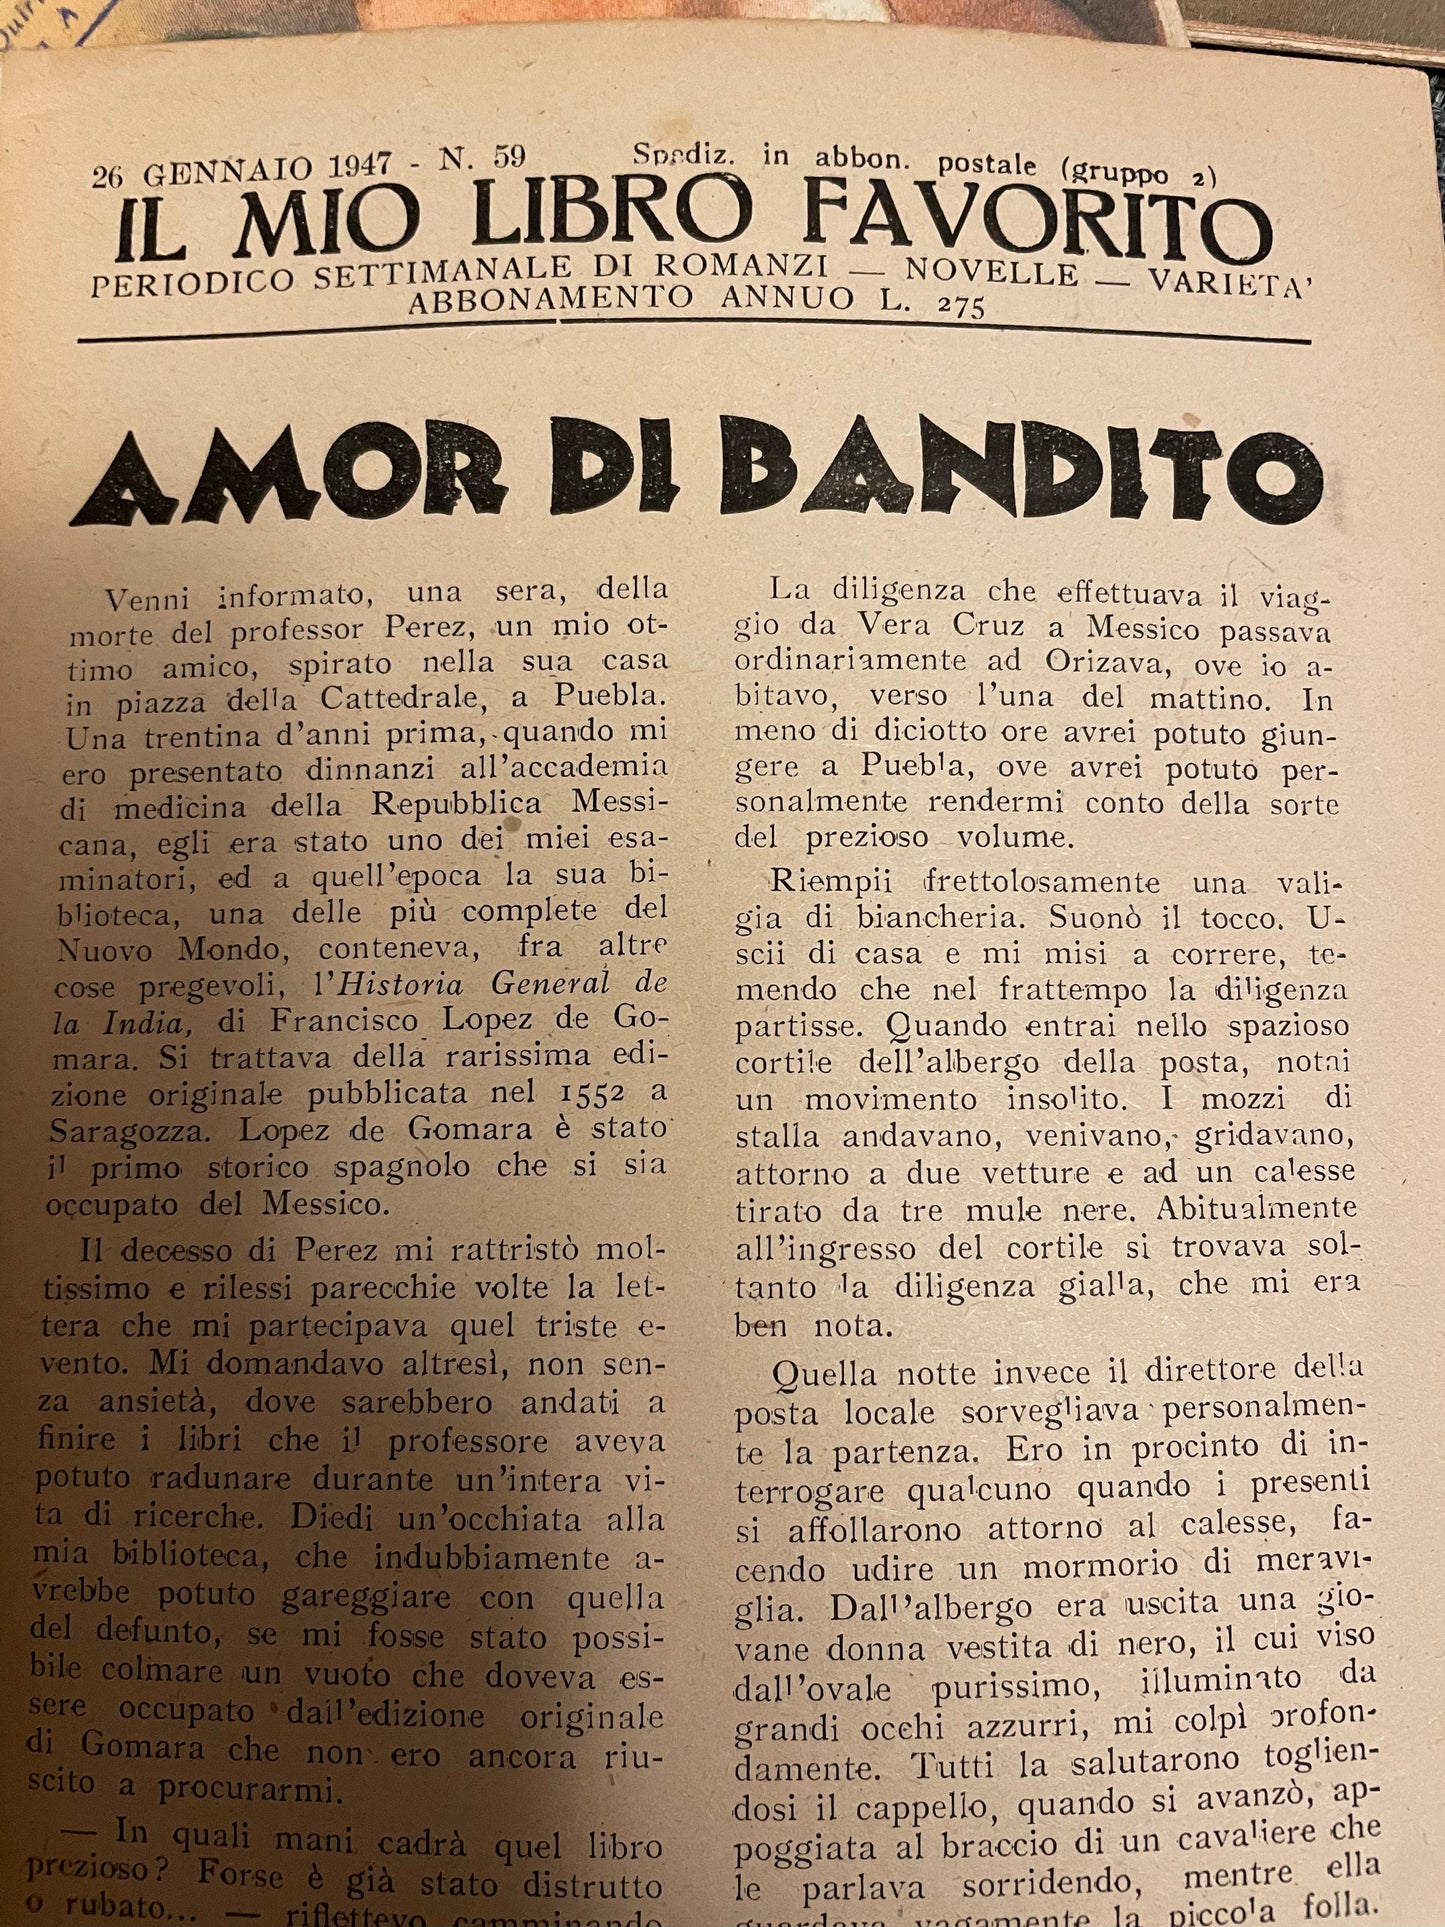 26 GENNAIO 1947 - N. 59 Spediz. in abbon. postale (gruppo 2)
IL MIO LIBRO FAVORITO
PERIODICO SETTIMANALE DI ROMANZI — NOVELLE — VARIETA'
ABBONAMENTO ANNUO L. 275
AMOR DI BANDITO
Venni informato, una sera, della
morte del professor Perez, un mio ot-
timo amico, spirato nella sua casa
in piazza della Cattedrale, a Puebla.
Una trentina d'anni prima, quando mi
ero presentato dinnanzi all'accademia
di medicina della Repubblica Messi-
cana, egli era stato uno dei miei esa-
minatori, ed a quell'epoca la sua bi-
blioteca, una delle più complete del
Nuovo Mondo, conteneva, fra altre
cose pregevoli, l'Historia General de
la India, di Francisco Lopez de Go-
mara. Si trattava della rarissima edi-
zione originale pubblicata nel 1552 a
Saragozza. Lopez de Gomara è stato
il primo storico spagnolo che si sia
occupato del Messico.
Il decesso di Perez mi rattristò mol-
tissimo e rilessi parecchie volte la let-
tera che mi partecipava quel triste e-
vento. Mi domandavo altresì, non sen-
za ansietà, dove sarebbero andati a
finire i libri che il professore aveva
potuto radunare durante un'intera vi-
ta di ricerche. Diedi un'occhiata alla
mia biblioteca, che indubbiamente a-
vrebbe potuto gareggiare con quella
del defunto, se mi fosse stato possi-
bile colmare un vuoto che doveva es-
sere occupato dall'edizione originale
di Gomara che non ero ancora riu-
scito a procurarmi.
— In quali mani cadrà quel libro
prezioso? Forse è già stato distrutto
o rubato... — riflettevo camminando
La diligenza che effettuava il viag-
gio da Vera Cruz a Messico passava
ordinariamente ad Orizava, ove io a-
bitavo, verso l'una del mattino. In
meno di diciotto ore avrei potuto giun-
gere a Puebla, ove avrei potuto per-
sonalmente rendermi conto della sorte
del prezioso volume.
Riempii frettolosamente una vali-
gia di biancheria. Suonò il tocco. U-
scii di casa e mi misi a correre, te-
mendo che nel frattempo la diligenza
partisse. Quando entrai nello spazioso
cortile dell'albergo della posta, notai
un movimento insolito. I mozzi di
stalla andavano, venivano, gridavano,
attorno a due vetture e ad un calesse
tirato da tre mule nere. Abitualmente
all'ingresso del cortile si trovava sol-
tanto la diligenza gialla, che mi era
ben nota.
Quella notte invece il direttore della
posta locale sorvegliava personalmen-
te la partenza. Ero in procinto di in-
terrogare qualcuno quando i presenti
si affollarono attorno al calesse, fa-
cendo udire un mormorio di meravi-
glia. Dall'albergo era uscita una gio-
vane donna vestita di nero, il cui viso
dall'ovale purissimo, illuminato da
grandi occhi azzurri, mi colpì profon-
damente. Tutti la salutarono toglien-
dosi il cappello, quando si avanzò, ap-
poggiata al braccio di un cavaliere che
le parlava sorridendo, mentre ella
guardava vagamente la piccola folla.